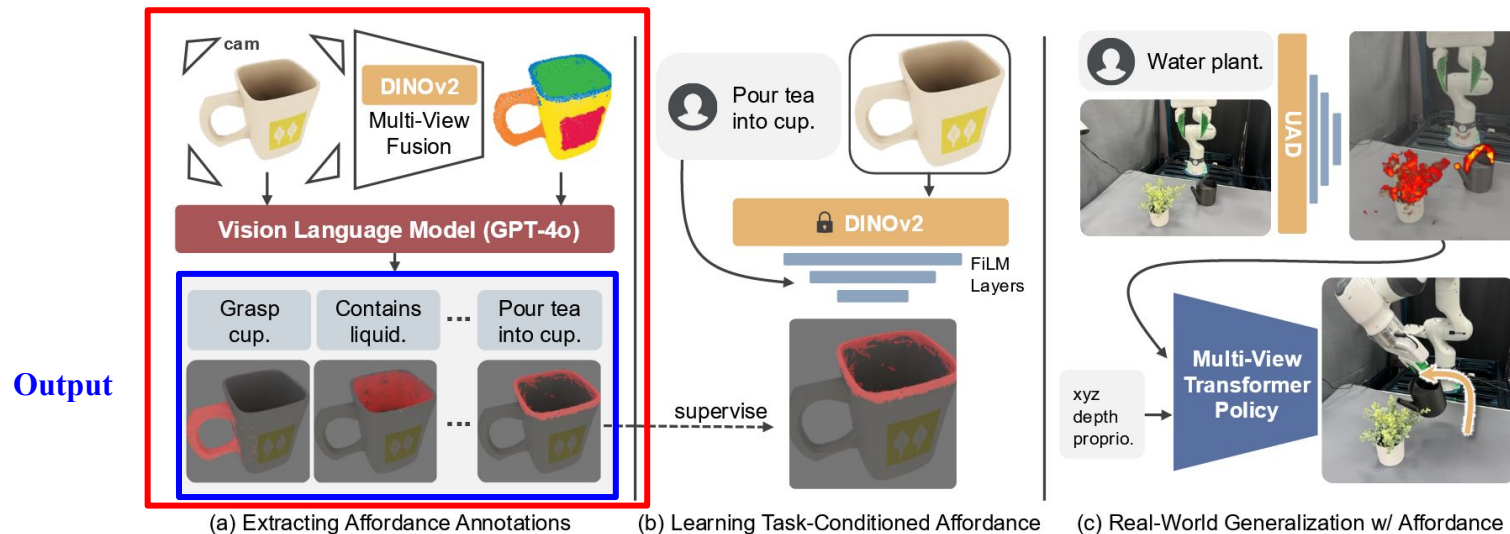 cam
DINOv2
Multi-View
Fusion
Vision Language Model (GPT-4o)
Grasp
cup.
Contains
liquid.
...
Pour tea
into cup.
...
Output
(a) Extracting Affordance Annotations
Pour tea
into cup.
DINOv2
FiLM
Layers
supervise
(b) Learning Task-Conditioned Affordance
Water plant.
UAD
Multi-View
Transformer
Policy
xyz
depth
proprio.
(c) Real-World Generalization w/ Affordance